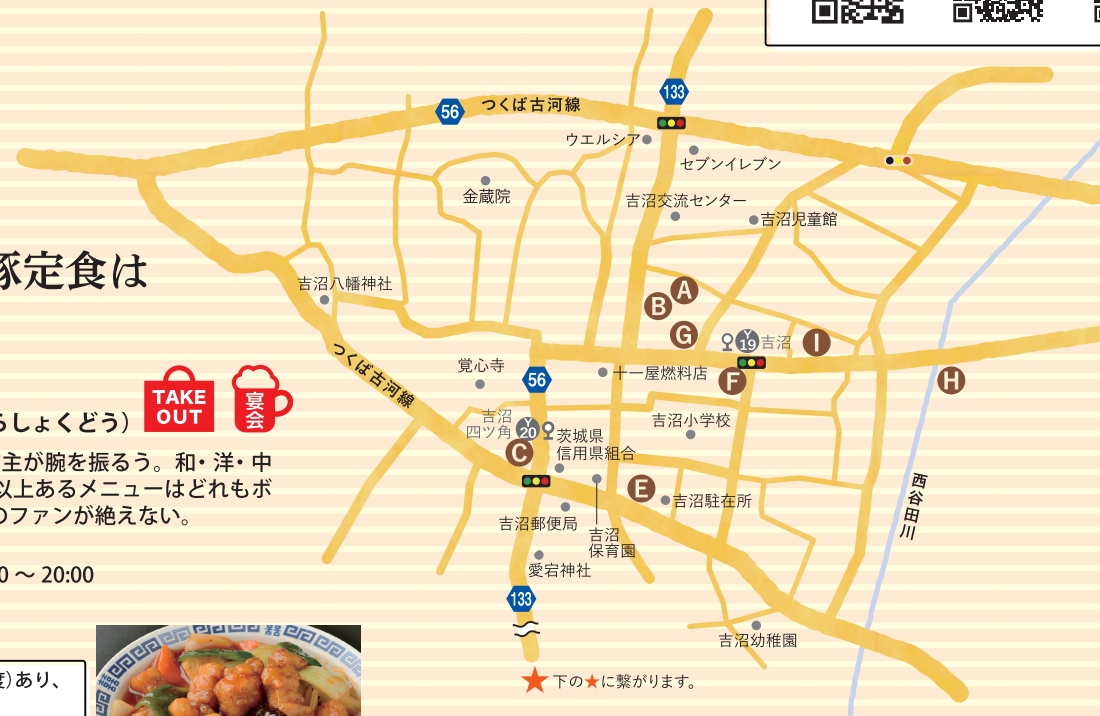 133
56
つくば古河線
ウエルシア
セブンイレブン
金蔵院
吉沼交流センター
吉沼児童館
豚定食は
吉沼八幡神社
A
B
G
Y
19
吉沼
I
つくば古河線
覚心寺
十一屋燃料店
F
H
56
TAKE
OUT
宴会
らしょくどう）
吉沼
四ツ角
Y
20
茨城県
信用県組合
吉沼小学校
C
主が腕を振るう。和・洋・中
以上あるメニューはどれもボ
のファンが絶えない。
E
吉沼駐在所
西谷田川
吉沼郵便局
吉沼
保育園
愛宕神社
0 ～ 20:00
133
吉沼幼稚園
度）あり、
★下の★に繋がります。